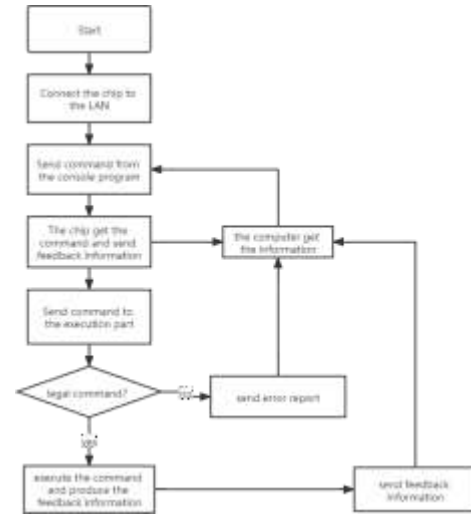 Start
Connect the chip to
the LAN
Send command from
the console program
The chip get the
command and send
feedback information
the computer get
the information
Send command to
the execution part
legal command?
no
send error report
yes
execute the command
and produce the
feedback information
send feedback
information